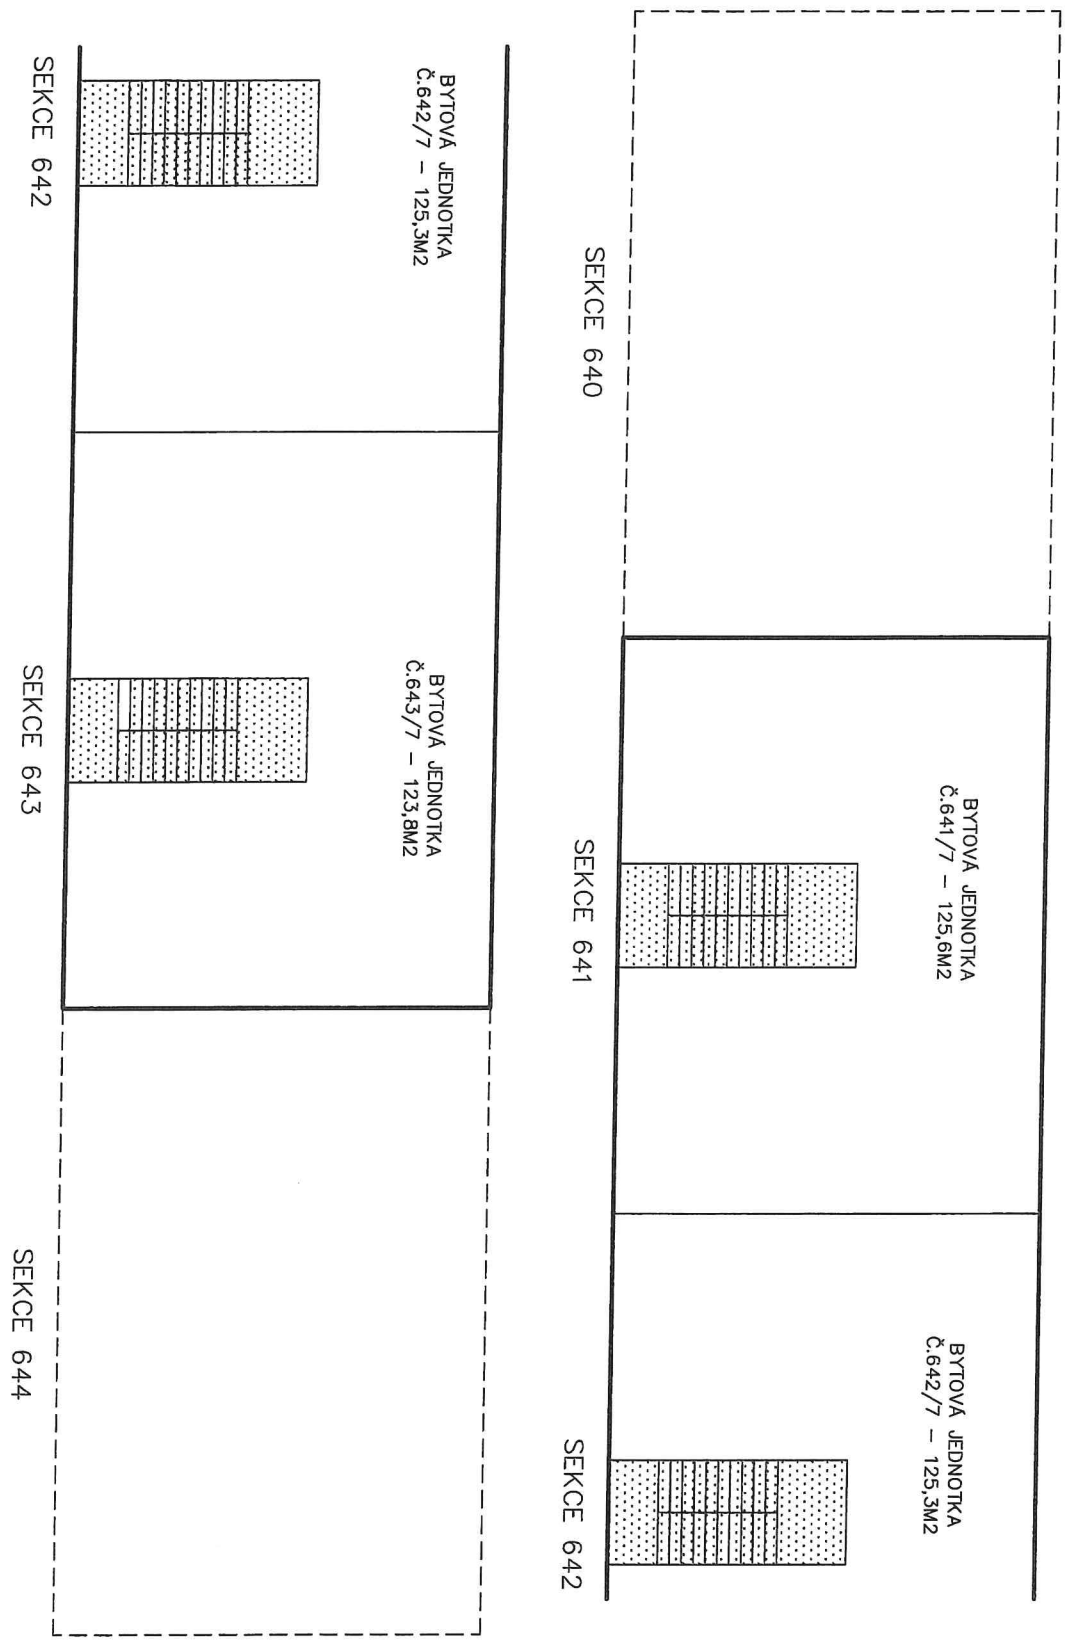 SEKCE 640
BYTOVÁ JEDNOTKA
Č.641/7 – 125,6M2
SEKCE 641
BYTOVÁ JEDNOTKA
Č.642/7 – 125,3M2
SEKCE 642
BYTOVÁ JEDNOTKA
Č.642/7 – 125,3M2
SEKCE 642
BYTOVÁ JEDNOTKA
Č.643/7 – 123,8M2
SEKCE 643
SEKCE 644